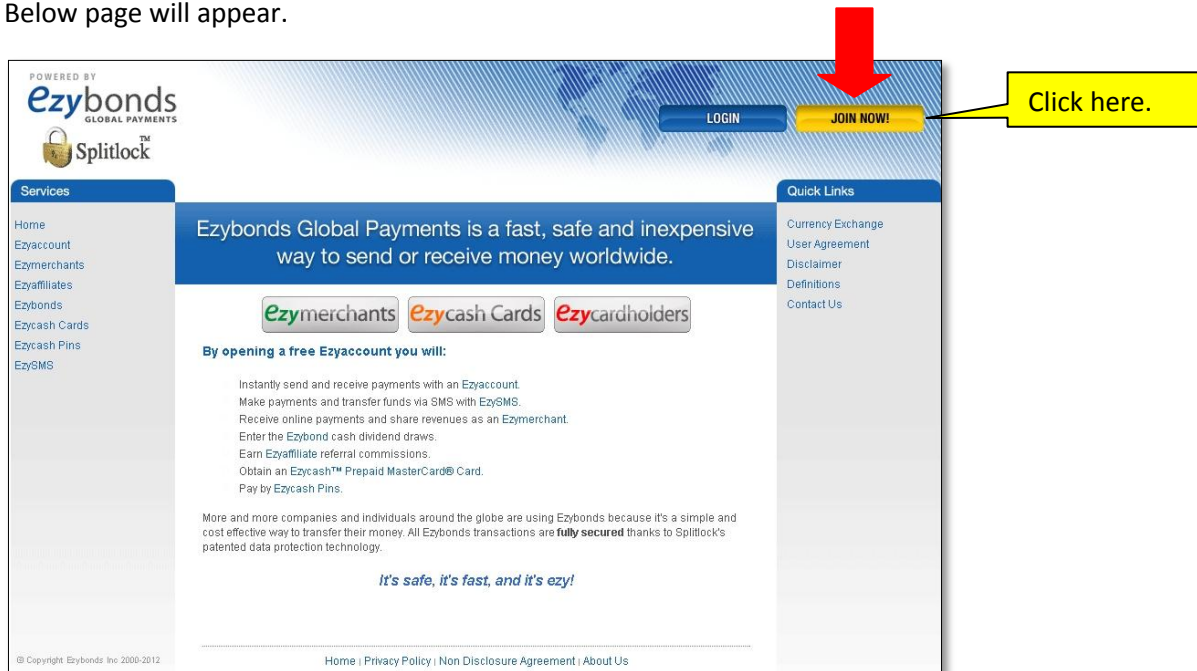 Below page will appear.
POWERED BY
ezybonds
GLOBAL PAYMENTS
Splitlock™
LOGIN
JOIN NOW!
Click here.
Services
Home
Ezyaccount
Ezymerchants
Ezyaffiliates
Ezybonds
Ezycash Cards
Ezycash Pins
EzySMS
Ezybonds Global Payments is a fast, safe and inexpensive
way to send or receive money worldwide.
ezymerchants
ezycash Cards
ezycardholders
By opening a free Ezyaccount you will:
Instantly send and receive payments with an Ezyaccount.
Make payments and transfer funds via SMS with EzySMS.
Receive online payments and share revenues as an Ezymerchant.
Enter the Ezybond cash dividend draws.
Earn Ezyaffiliate referral commissions.
Obtain an Ezycash™ Prepaid MasterCard® Card.
Pay by Ezycash Pins.
More and more companies and individuals around the globe are using Ezybonds because it's a simple and
cost effective way to transfer their money. All Ezybonds transactions are fully secured thanks to Splitlock's
patented data protection technology.
It's safe, it's fast, and it's ezy!
Quick Links
Currency Exchange
User Agreement
Disclaimer
Definitions
Contact Us
© Copyright Ezybonds Inc 2000-2012
Home | Privacy Policy | Non Disclosure Agreement | About Us